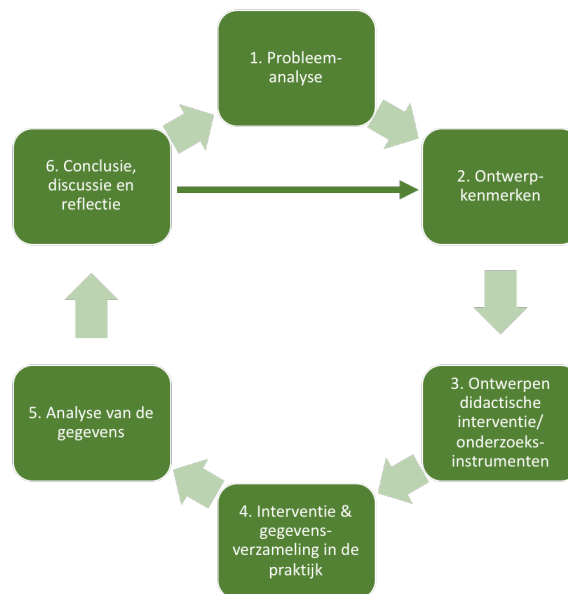 1. Probleem-
analyse
2. Ontwerp-
kenmerken
3. Ontwerpen
didactische
interventie/
onderzoeks-
instrumenten
4. Interventie &
gegevens-
verzameling in de
praktijk
5. Analyse van de
gegevens
6. Conclusie,
discussie en
reflectie